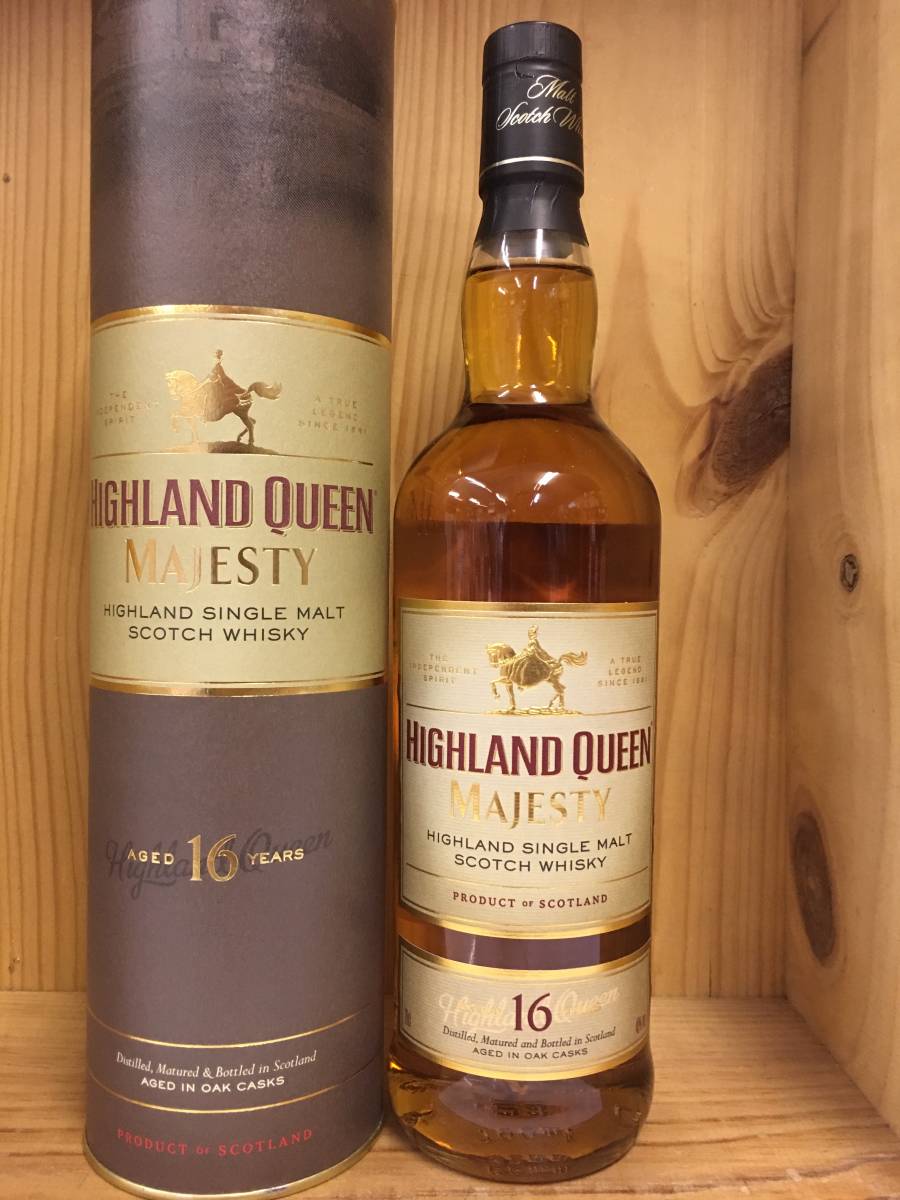 THE
INDEPENDENT
SPIRIT
A TRUE
LEGEND
SINCE 1893
HIGHLAND QUEEN
MAJESTY
HIGHLAND SINGLE MALT
SCOTCH WHISKY
Highland Queen
AGED 16 YEARS
Distilled, Matured & Bottled in Scotland
AGED IN OAK CASKS
PRODUCT OF SCOTLAND
Malt
Scotch
THE
INDEPENDENT
SPIRIT
A TRUE
LEGEND
SINCE 1893
HIGHLAND QUEEN
MAJESTY
HIGHLAND SINGLE MALT
SCOTCH WHISKY
PRODUCT OF SCOTLAND
Highland Queen
16
Distilled, Matured and Bottled in Scotland
AGED IN OAK CASKS